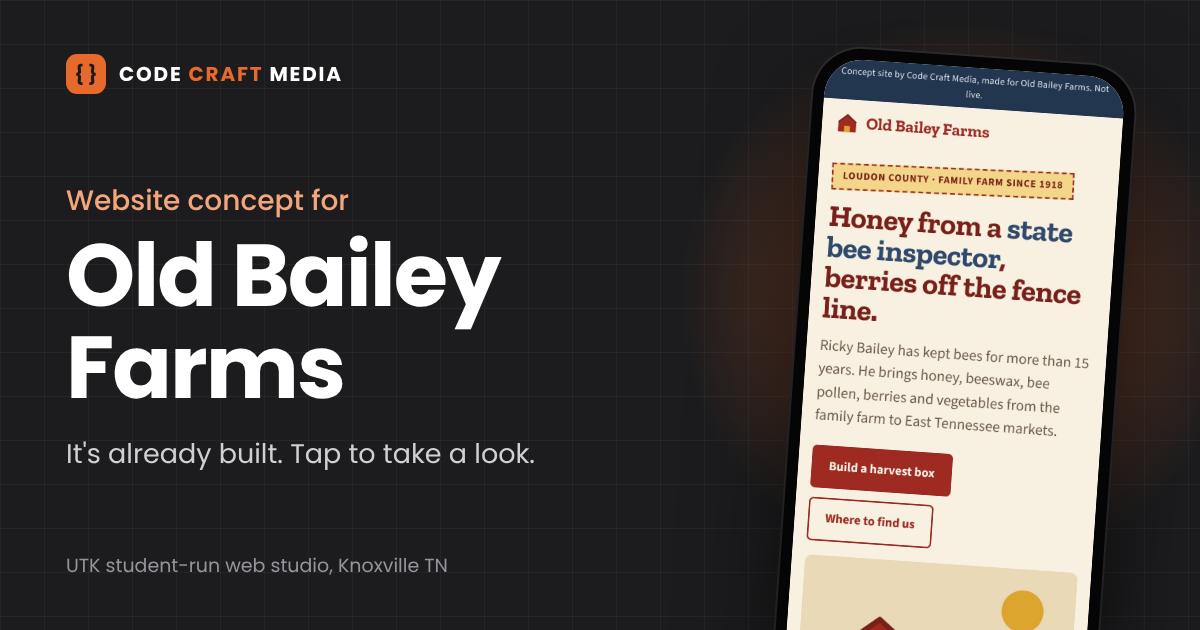 { } CODE CRAFT MEDIA
Website concept for
Old Bailey
Farms
It's already built. Tap to take a look.
UTK student-run web studio, Knoxville TN
Concept site by Code Craft Media, made for Old Bailey Farms. Not
live.
Old Bailey Farms
LOUDON COUNTY · FAMILY FARM SINCE 1918
Honey from a state
bee inspector,
berries off the fence
line.
Ricky Bailey has kept bees for more than 15
years. He brings honey, beeswax, bee
pollen, berries and vegetables from the
family farm to East Tennessee markets.
Build a harvest box
Where to find us